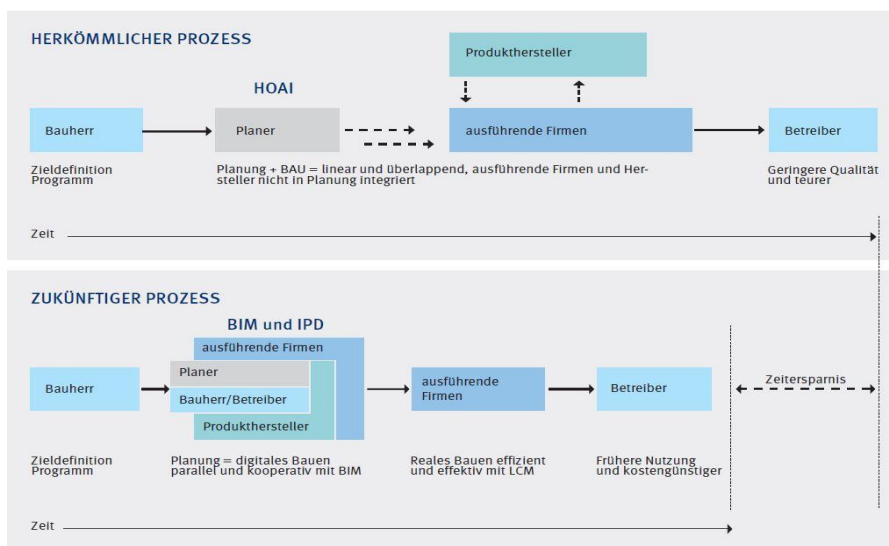 HERKÖMMLICHER PROZESS
Produkthersteller
HOAI
Bauherr
Planer
ausführende Firmen
Betreiber
Zieldefinition
Programm
Planung + BAU = linear und überlappend, ausführende Firmen und Her-
steller nicht in Planung integriert
Geringere Qualität
und teurer
Zeit
ZUKÜNFTIGER PROZESS
BIM und IPD
ausführende Firmen
Planer
Bauherr/Betreiber
Produkthersteller
Bauherr
ausführende
Firmen
Betreiber
Zeitersparnis
Zieldefinition
Programm
Planung = digitales Bauen
parallel und kooperativ mit BIM
Reales Bauen effizient
und effektiv mit LCM
Frühere Nutzung
und kostengünstiger
Zeit